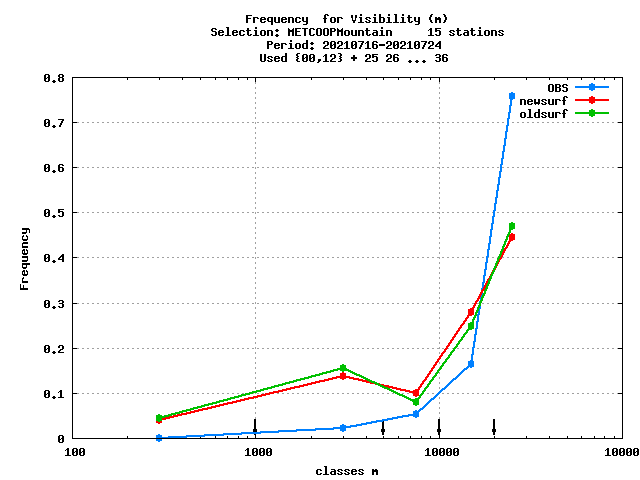 Frequency  for Visibility (m)
Selection: METCOOPMountain     15 stations
Period: 20210716-20210724
Used {00,12} + 25 26 ... 36
OBS
newsurf
oldsurf
0.8
0.7
0.6
0.5
0.4
0.3
0.2
0.1
0
Frequency
100 1000 10000 10000
classes m